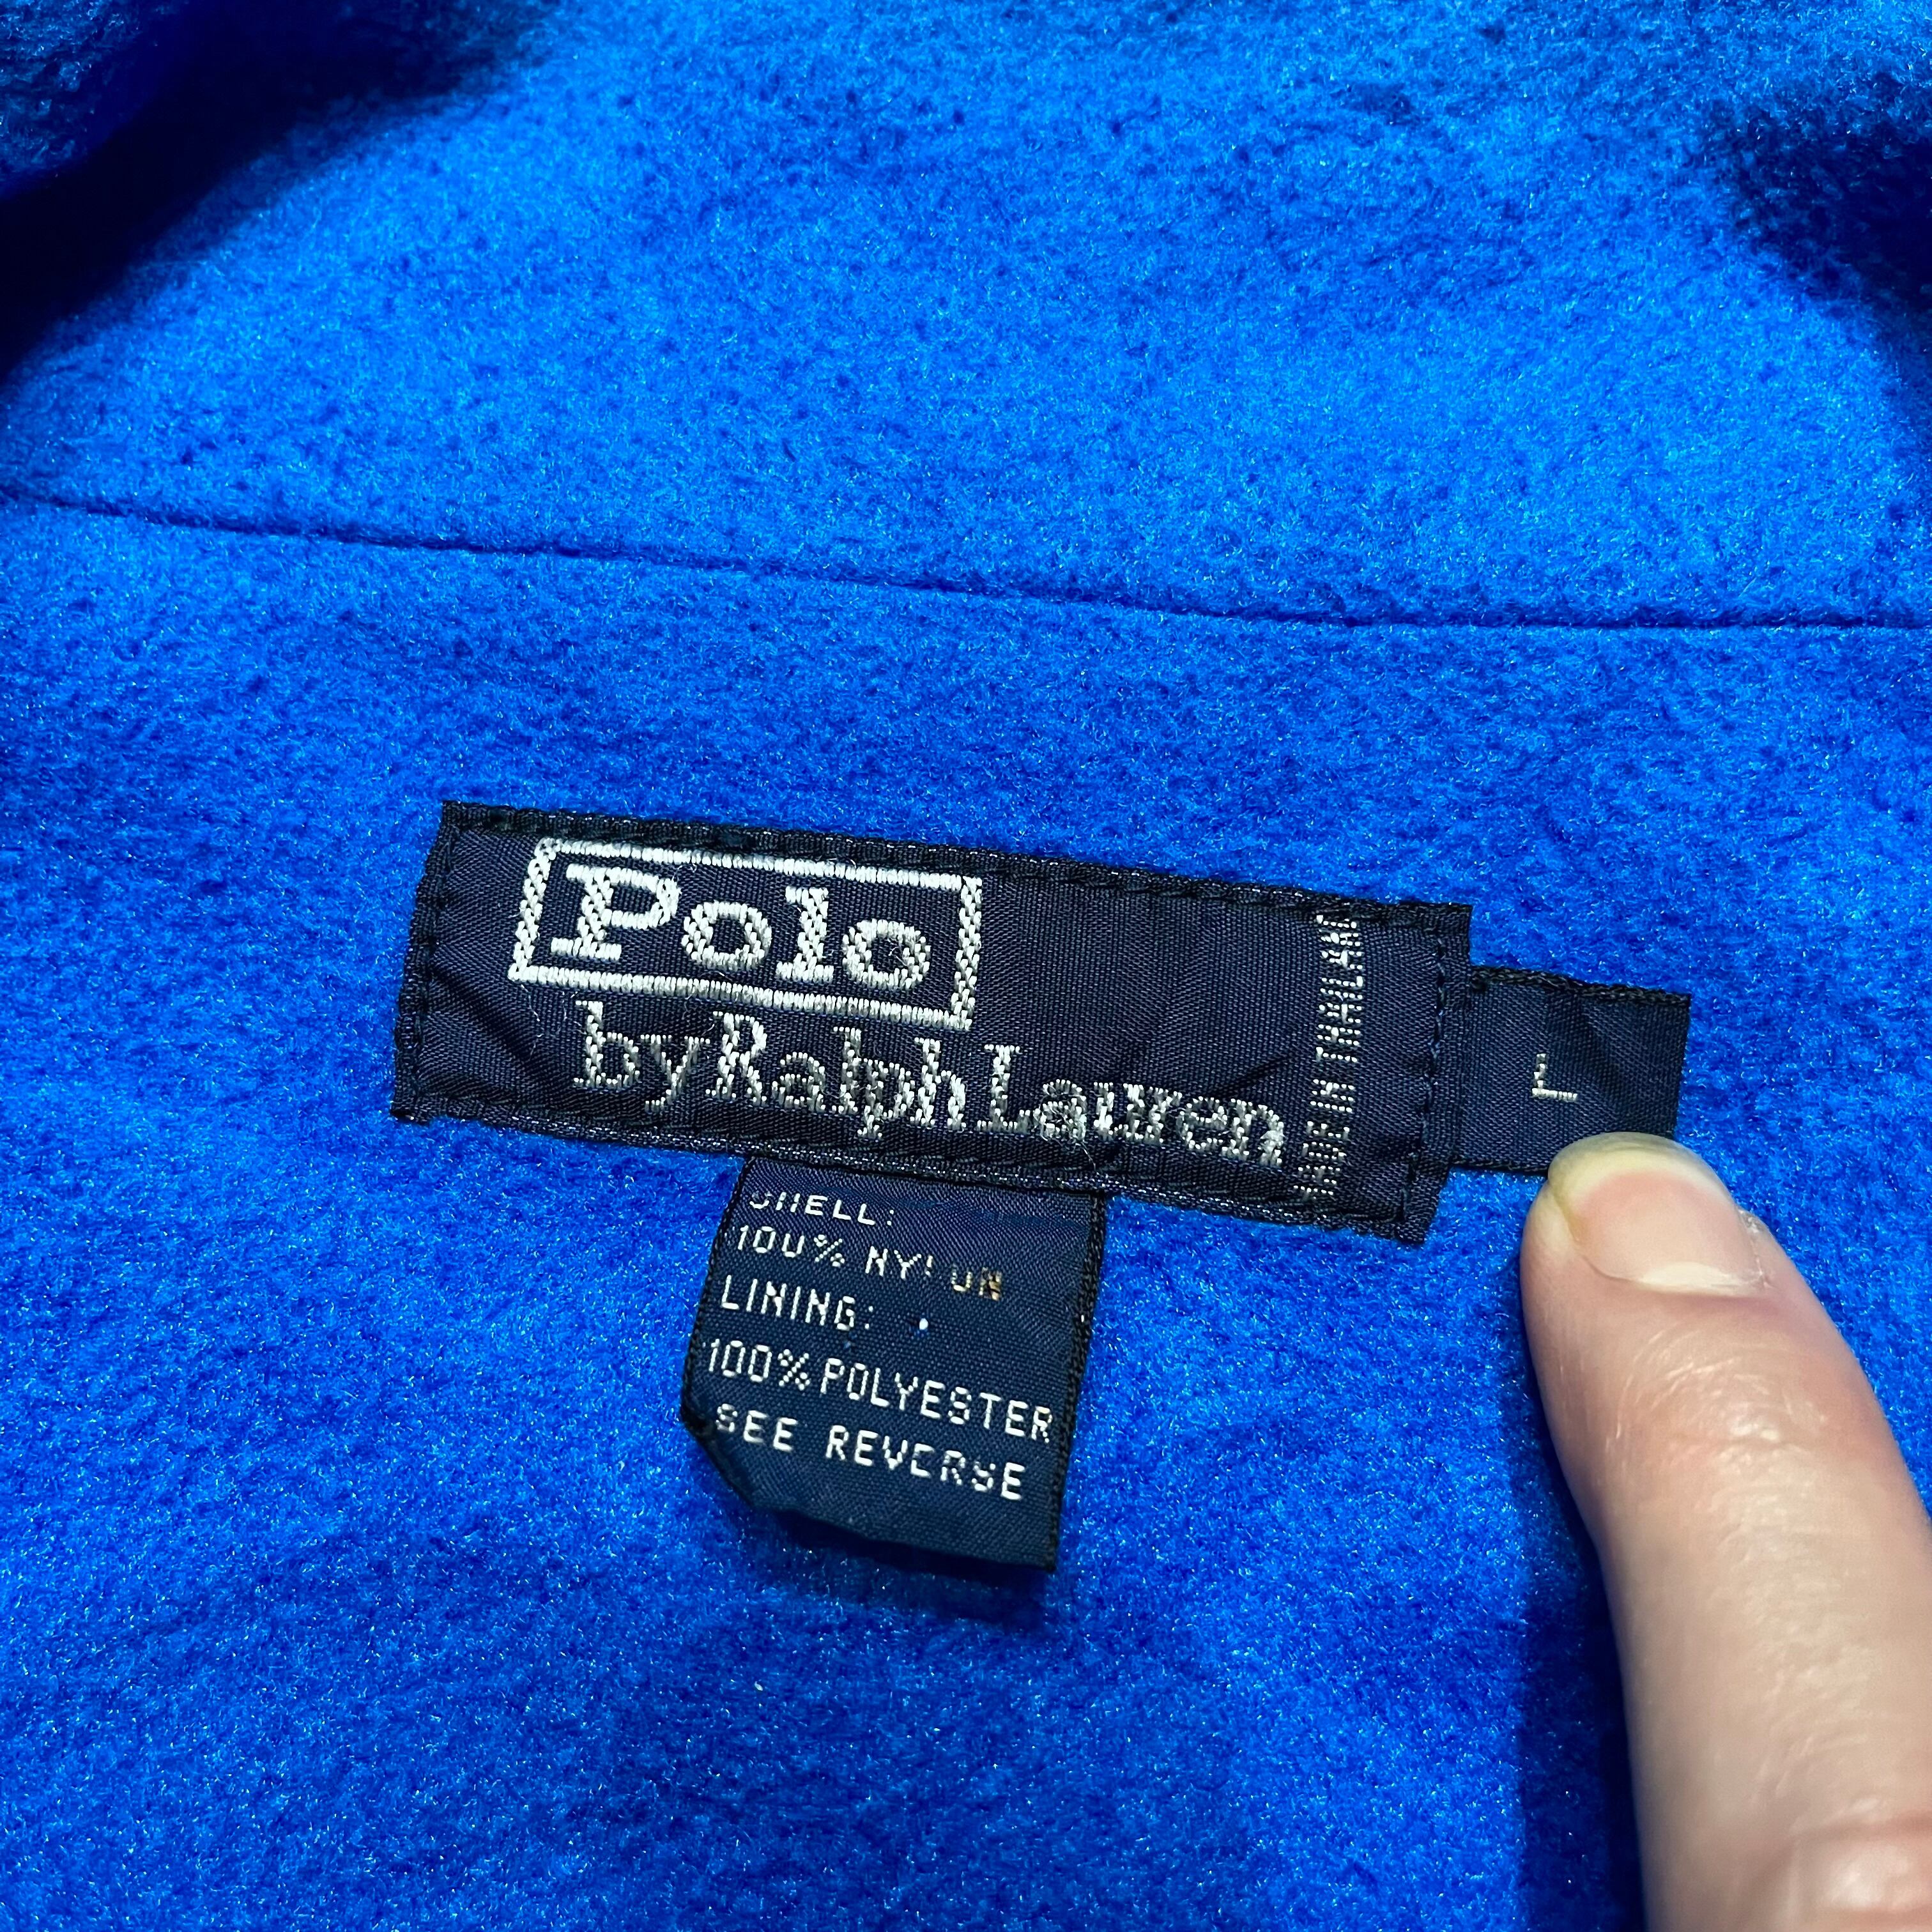 Polo
by Ralph Lauren
MADE IN THAILAND
L
SHELL:
100% NYLON
LINING:
100% POLYESTER
SEE REVERSE